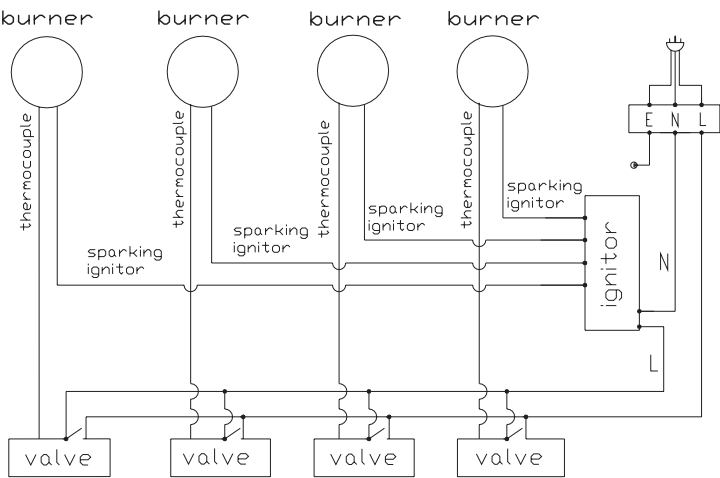 burner
burner
burner
burner
E N L
thermocouple
thermocouple
thermocouple
thermocouple
sparking
ignitor
sparking
ignitor
sparking
ignitor
sparking
ignitor
ignitor
N
L
valve
valve
valve
valve